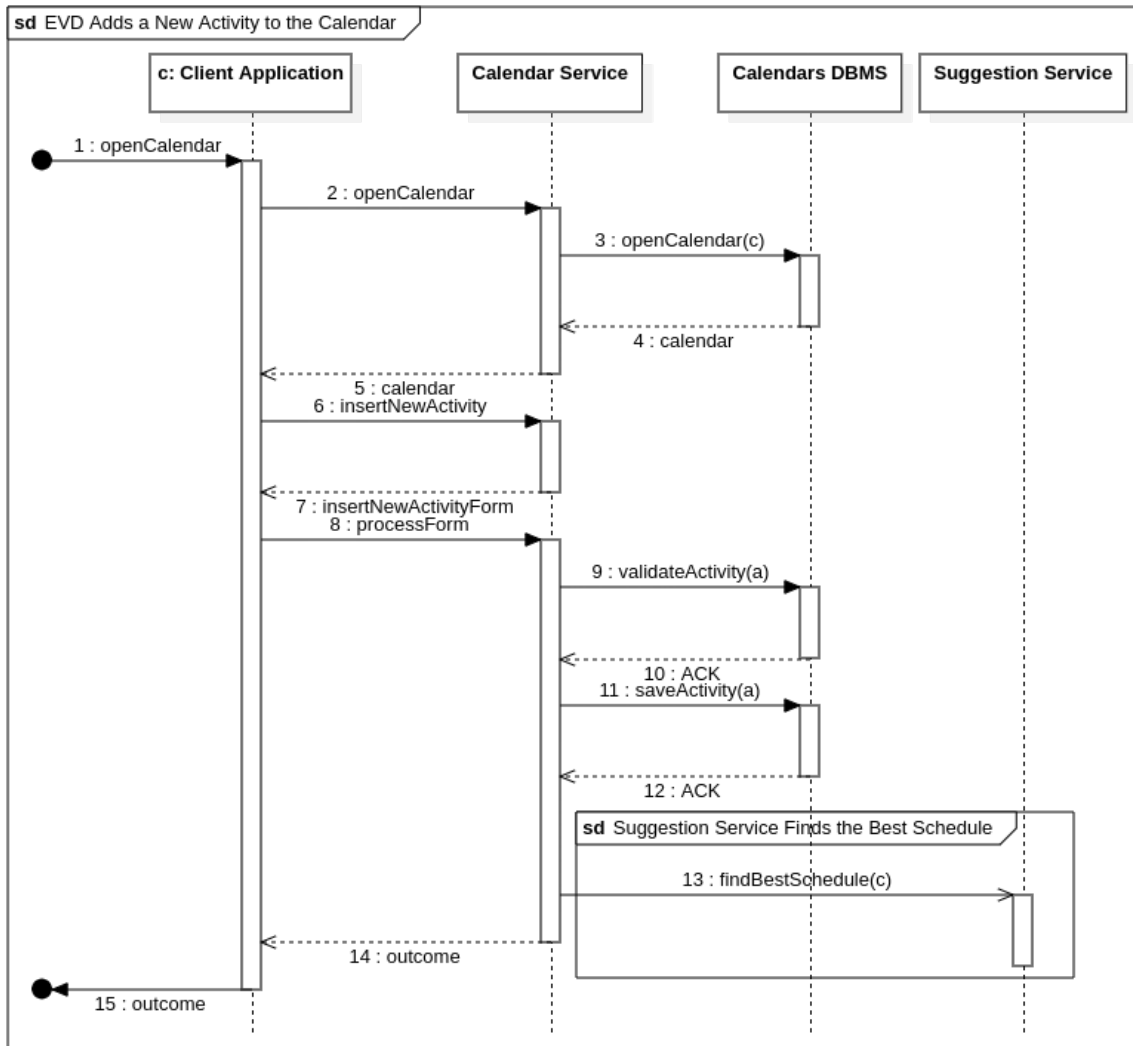 sd EVD Adds a New Activity to the Calendar
c: Client Application
Calendar Service
Calendars DBMS
Suggestion Service
1 : openCalendar
2 : openCalendar
3 : openCalendar(c)
4 : calendar
5 : calendar
6 : insertNewActivity
7 : insertNewActivityForm
8 : processForm
9 : validateActivity(a)
10 : ACK
11 : saveActivity(a)
12 : ACK
sd Suggestion Service Finds the Best Schedule
13 : findBestSchedule(c)
14 : outcome
15 : outcome